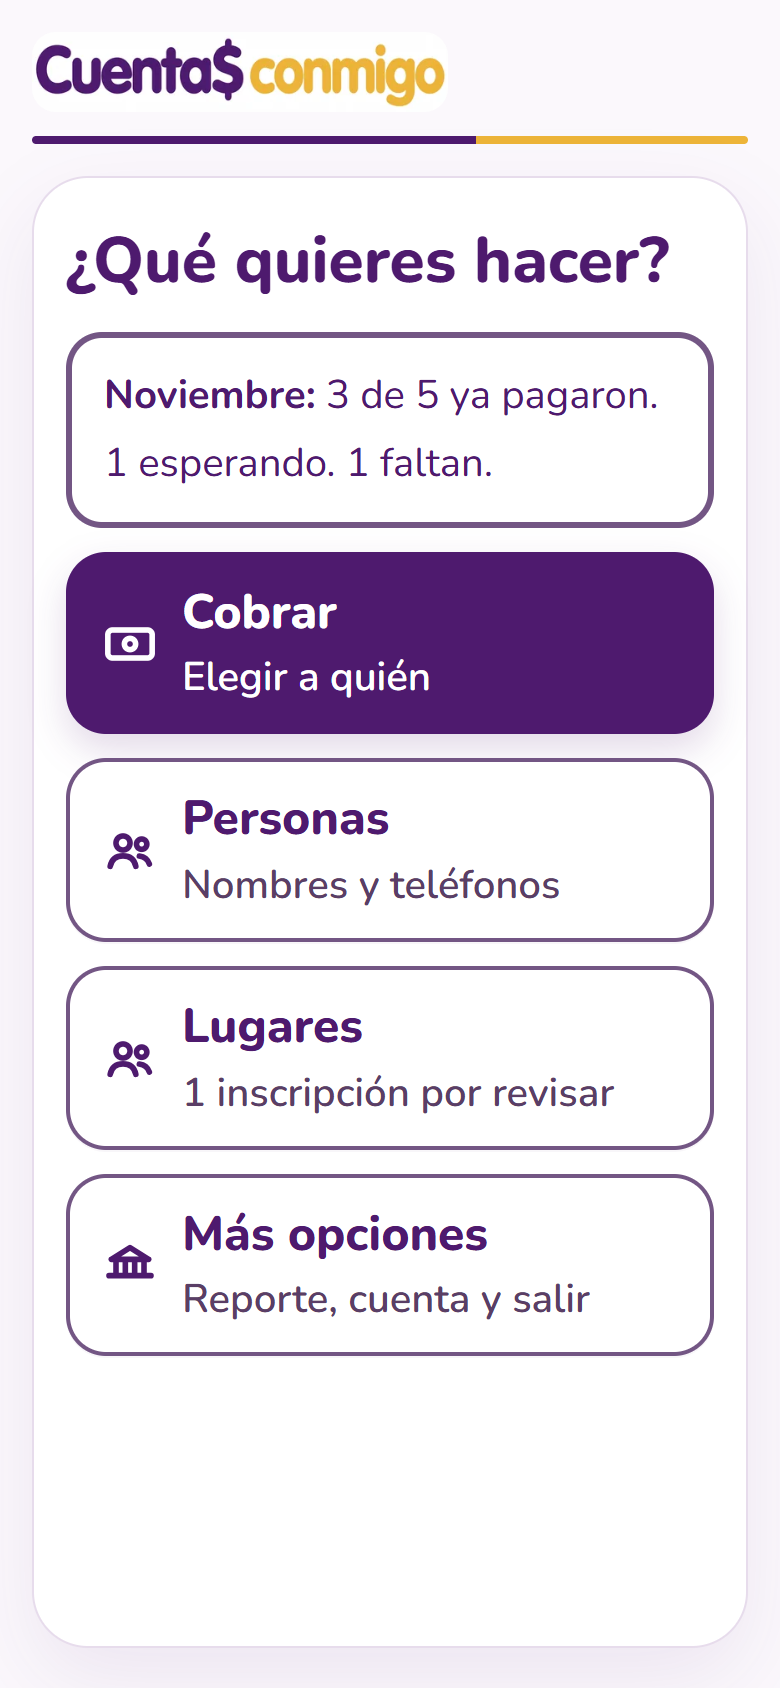 Cuenta$ conmigo
¿Qué quieres hacer?
Noviembre: 3 de 5 ya pagaron.
1 esperando. 1 faltan.
Cobrar
Elegir a quién
Personas
Nombres y teléfonos
Lugares
1 inscripción por revisar
Más opciones
Reporte, cuenta y salir